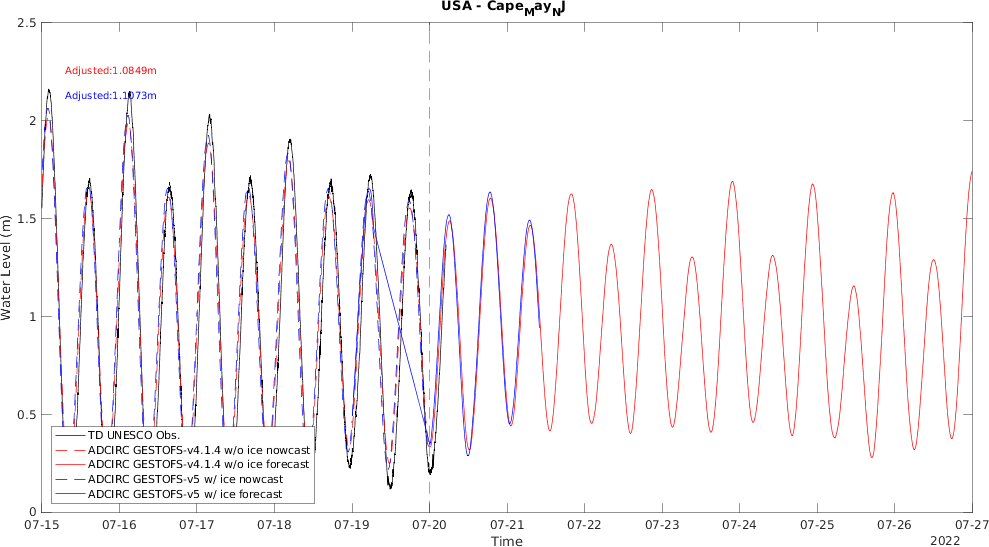 USA - CapeMayNJ
Adjusted:1.0849m
Adjusted:1.1073m
Water Level (m)
2.5
2
1.5
1
0.5
0
TD UNESCO Obs.
ADCIRC GESTOFS-v4.1.4 w/o ice nowcast
ADCIRC GESTOFS-v4.1.4 w/o ice forecast
ADCIRC GESTOFS-v5 w/ ice nowcast
ADCIRC GESTOFS-v5 w/ ice forecast
07-15 07-16 07-17 07-18 07-19 07-20 07-21 07-22 07-23 07-24 07-25 07-26 07-27
Time
2022